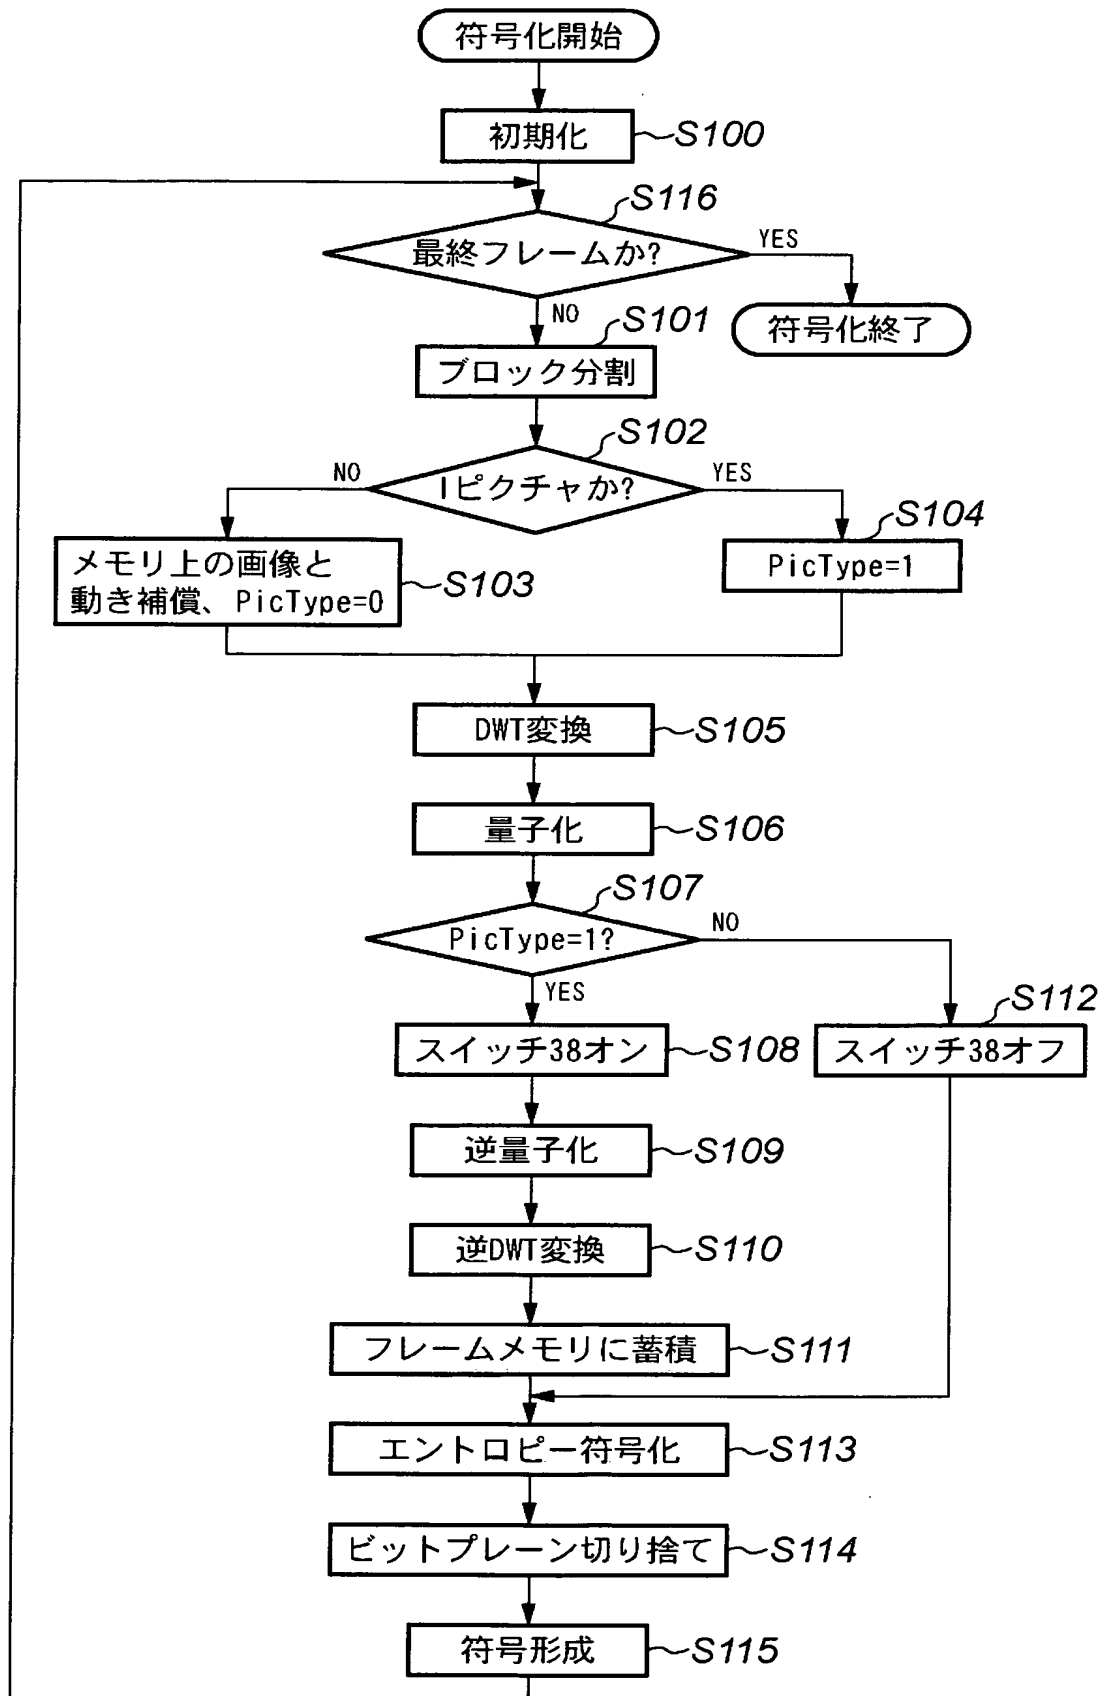 符号化開始
初期化
S100
S116
最終フレームか?
YES
符号化終了
NO
S101
ブロック分割
S102
NO
Iピクチャか?
YES
S104
メモリ上の画像と
動き補償、PicType=0
S103
PicType=1
DWT変換
S105
量子化
S106
S107
PicType=1?
NO
YES
S112
スイッチ38オン
S108
スイッチ38オフ
逆量子化
S109
逆DWT変換
S110
フレームメモリに蓄積
S111
エントロピー符号化
S113
ビットプレーン切り捨て
S114
符号形成
S115